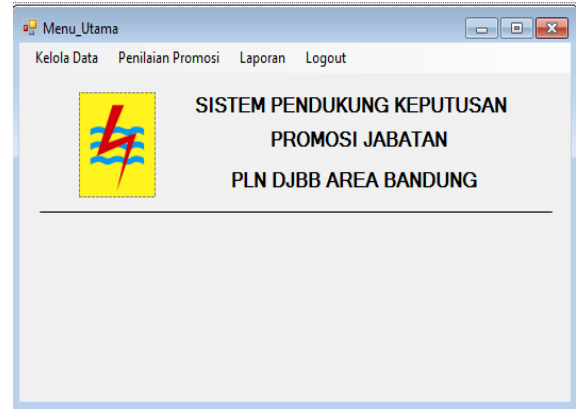 Menu_Utama
Kelola Data Penilaian Promosi Laporan Logout
SISTEM PENDUKUNG KEPUTUSAN
PROMOSI JABATAN
PLN DJBB AREA BANDUNG